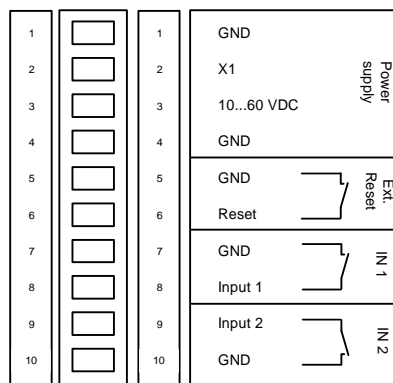 1 1 GND
2 2 X1
3 3 10...60 VDC
4 4 GND
Power
supply
5 5 GND
6 6 Reset
Ext.
Reset
7 7 GND
8 8 Input 1
IN 1
9 9 Input 2
10 10 GND
IN 2